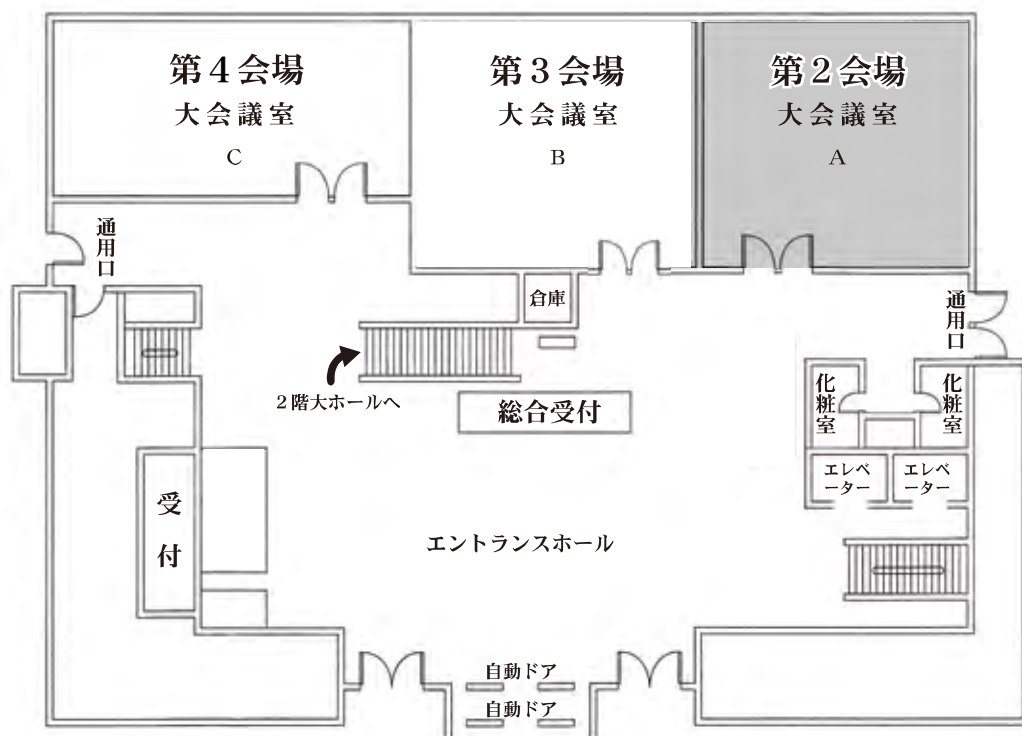 第４会場
大会議室
C
第３会場
大会議室
B
第２会場
大会議室
A
通用口
倉庫
通用口
２階大ホールへ
総合受付
化粧室
化粧室
エレベ
ーター
エレベ
ーター
受付
エントランスホール
自動ドア
自動ドア